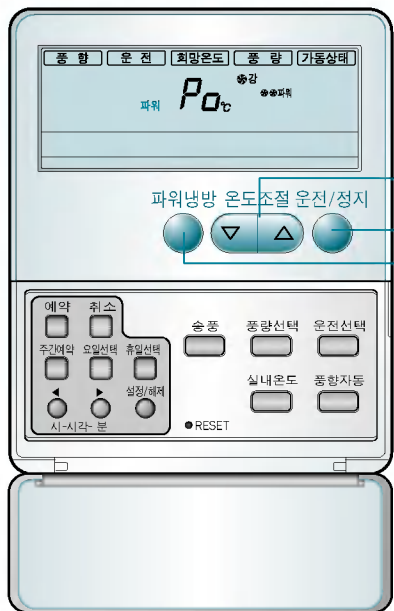 풍 향 운 전 희망온도 풍 량 가동상태
강
파워 Po℃ 파워
파워냉방 온도조절 운전/정지
예약 취소
송풍 풍량선택 운전선택
주간예약 요일선택 휴일선택
실내온도 풍향자동
◀ ▶ 설정/해제
시-시각-분
RESET